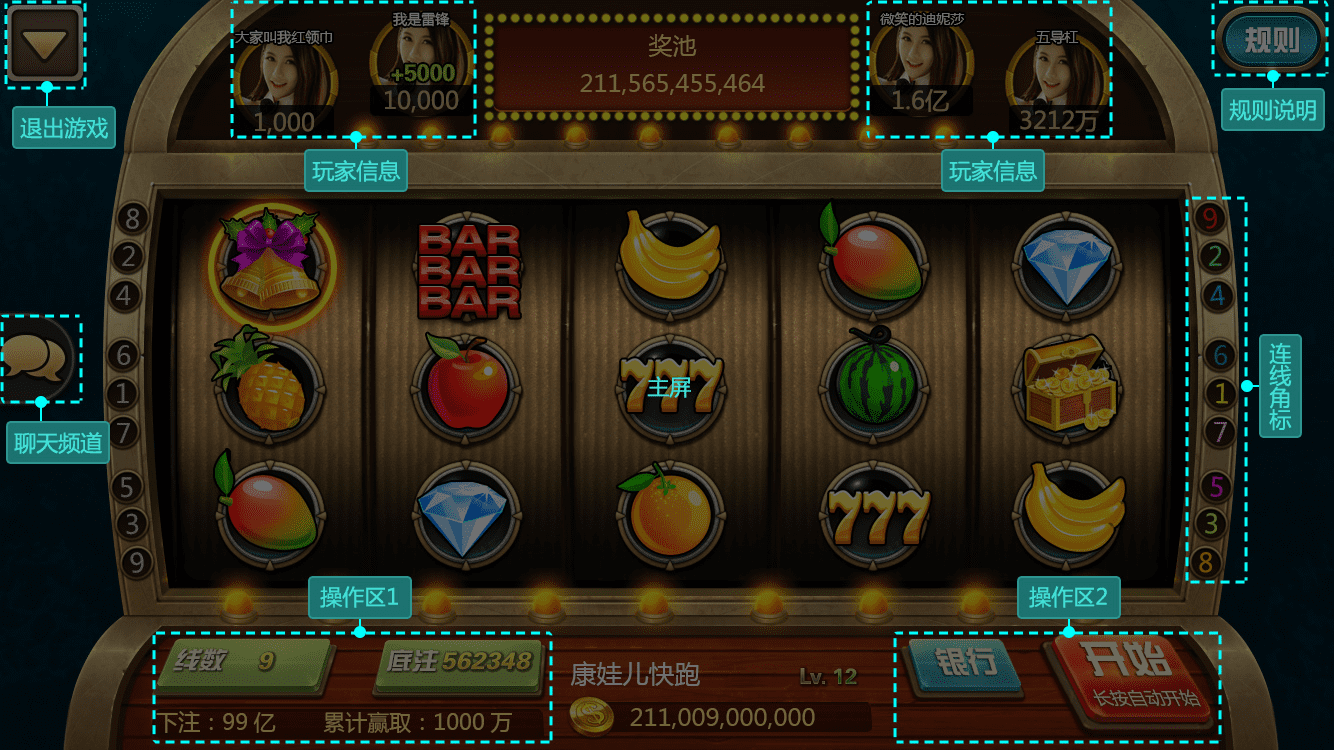 大家叫我红领巾
1,000
我是雷锋
+5000
10,000
奖池
211,565,455,464
微笑的迪妮莎
1.6亿
五导杠
3212万
规则
退出游戏
玩家信息
玩家信息
规则说明
8
2
4
6
1
7
5
3
9
BAR
BAR
BAR
777
主屏
777
9
2
4
6
1
7
5
3
8
连线角标
聊天频道
操作区1
操作区2
线数 9
底注 562348
下注：99 亿
累计赢取：1000 万
康娃儿快跑
Lv. 12
211,009,000,000
银行
开始
长按自动开始